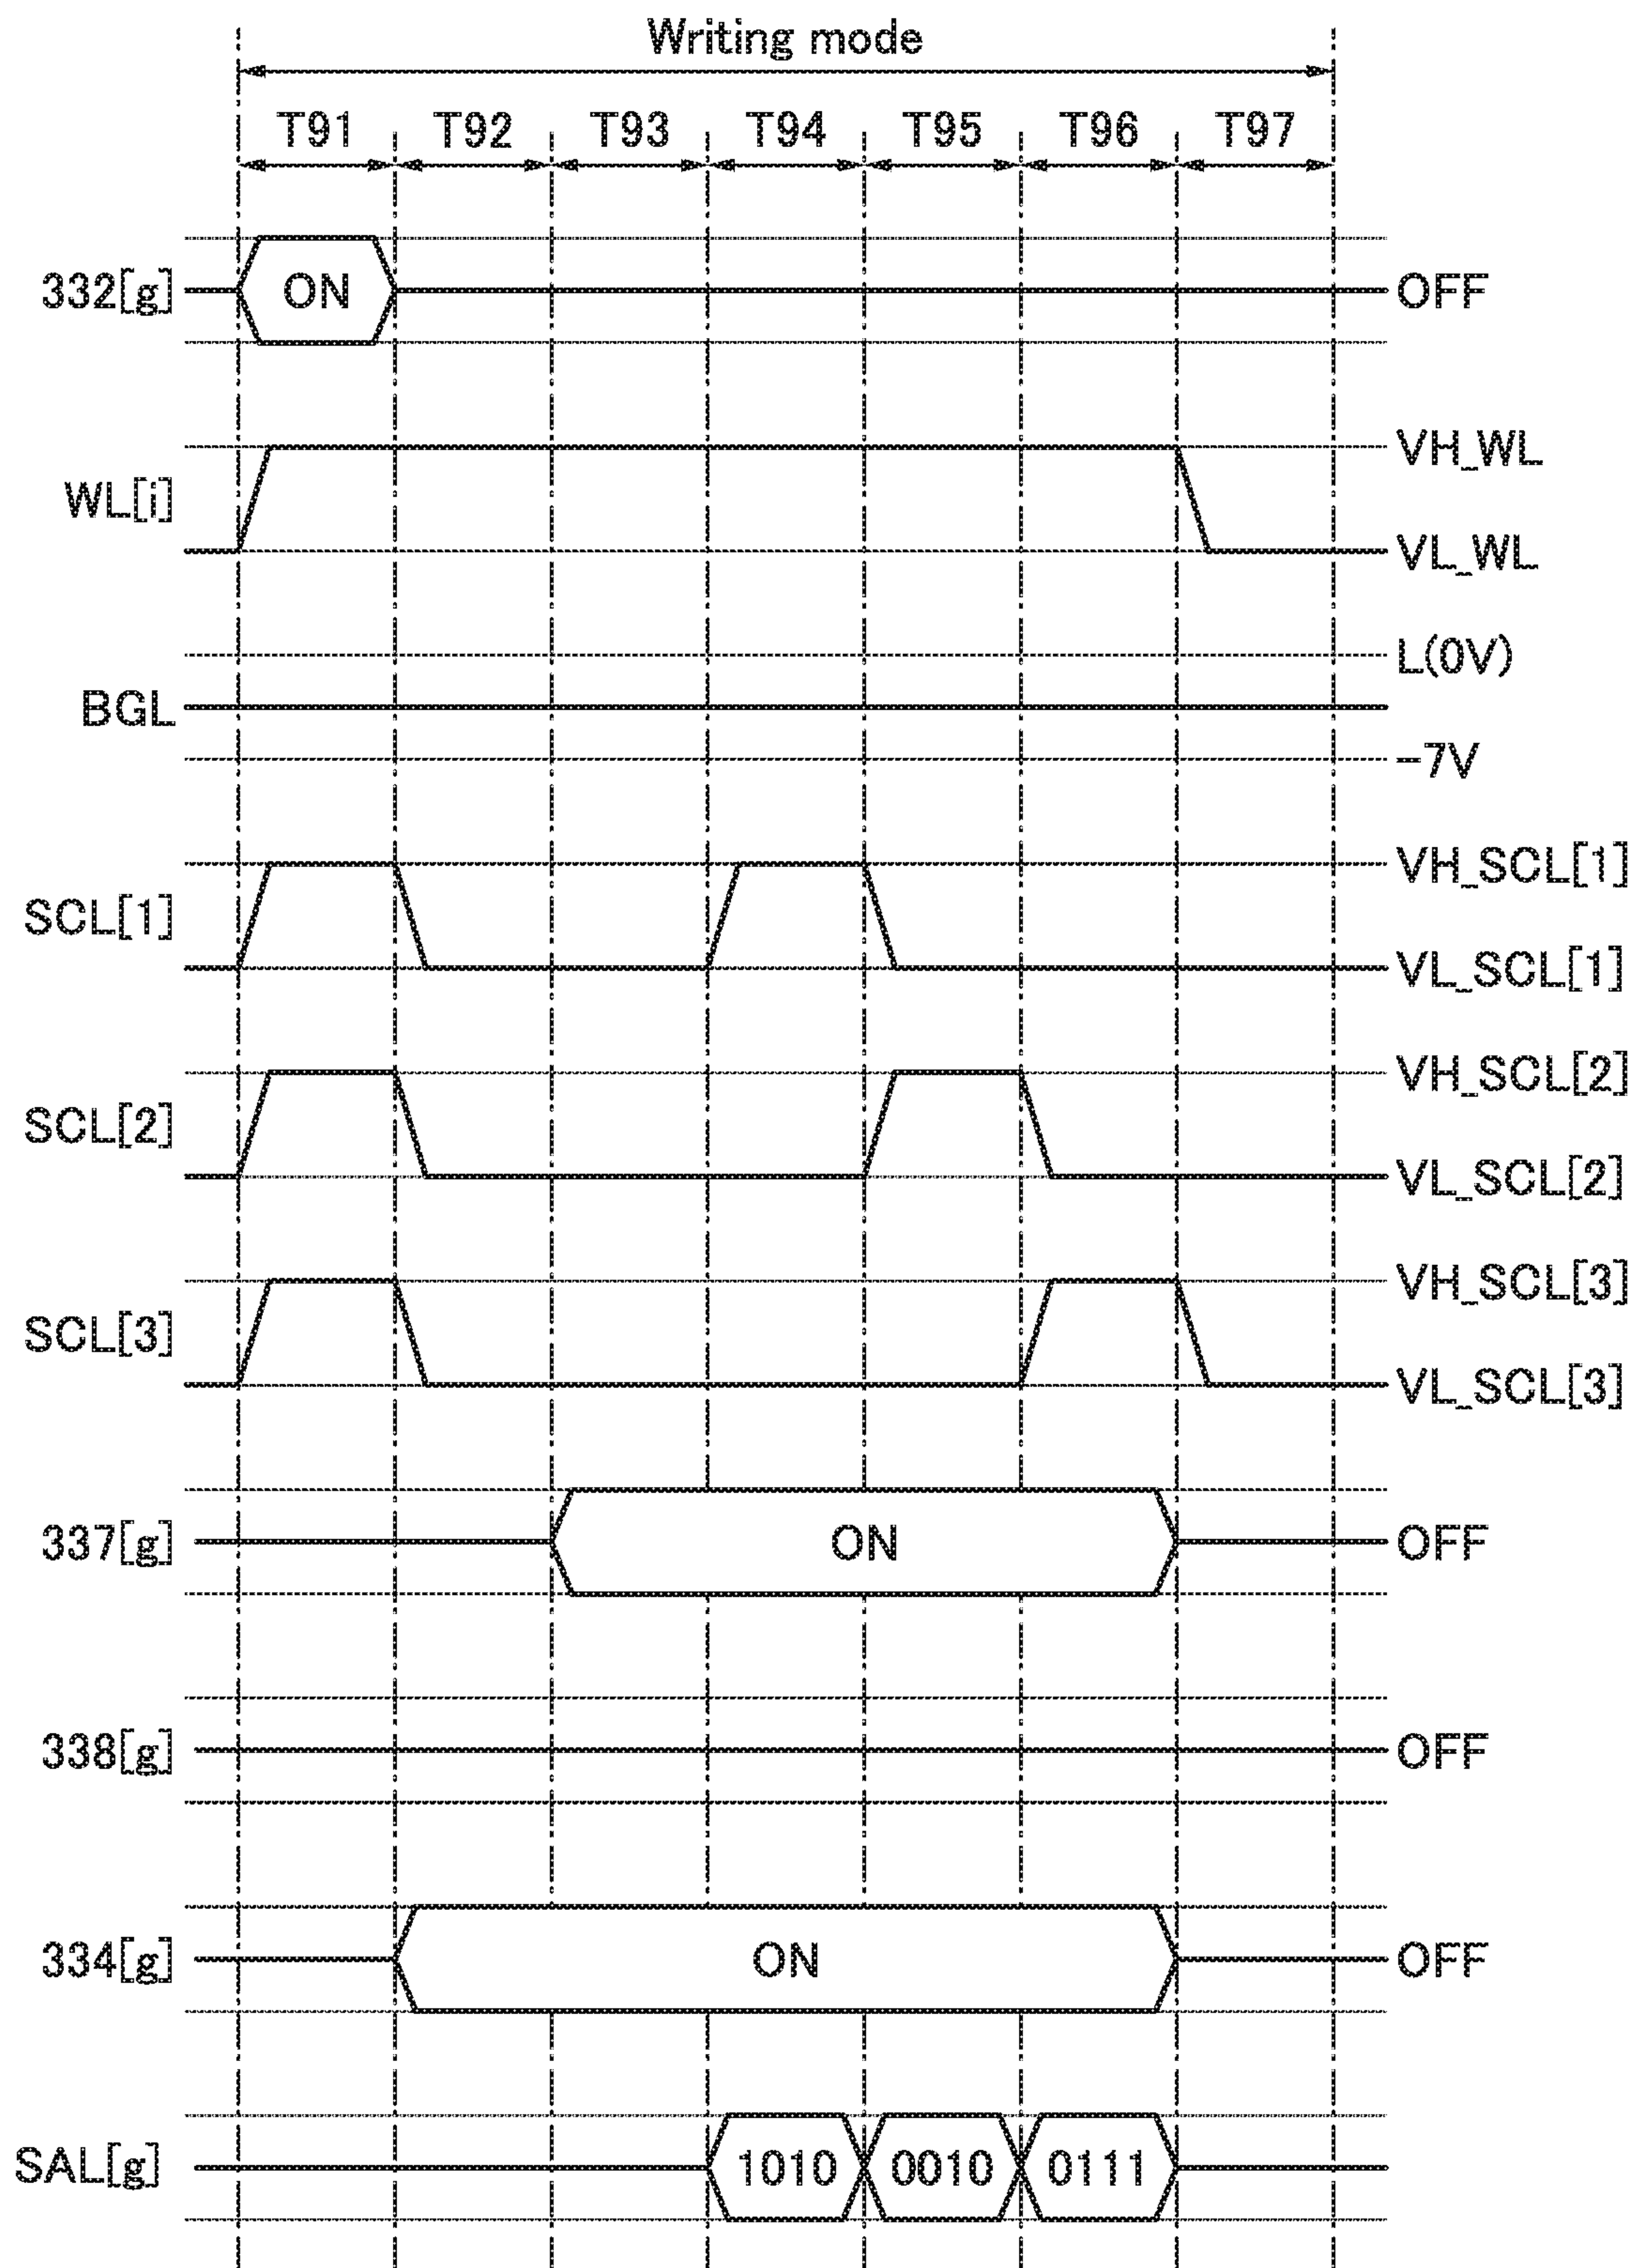 Writing mode
T91 T92 T93 T94 T95 T96 T97
332[g] ON OFF
VH_WL
WL[i]
VL_WL
L(0V)
BGL
-7V
VH_SCL[1]
SCL[1]
VL_SCL[1]
VH_SCL[2]
SCL[2]
VL_SCL[2]
VH_SCL[3]
SCL[3]
VL_SCL[3]
337[g] ON OFF
338[g] OFF
334[g] ON OFF
SAL[g] 1010 0010 0111